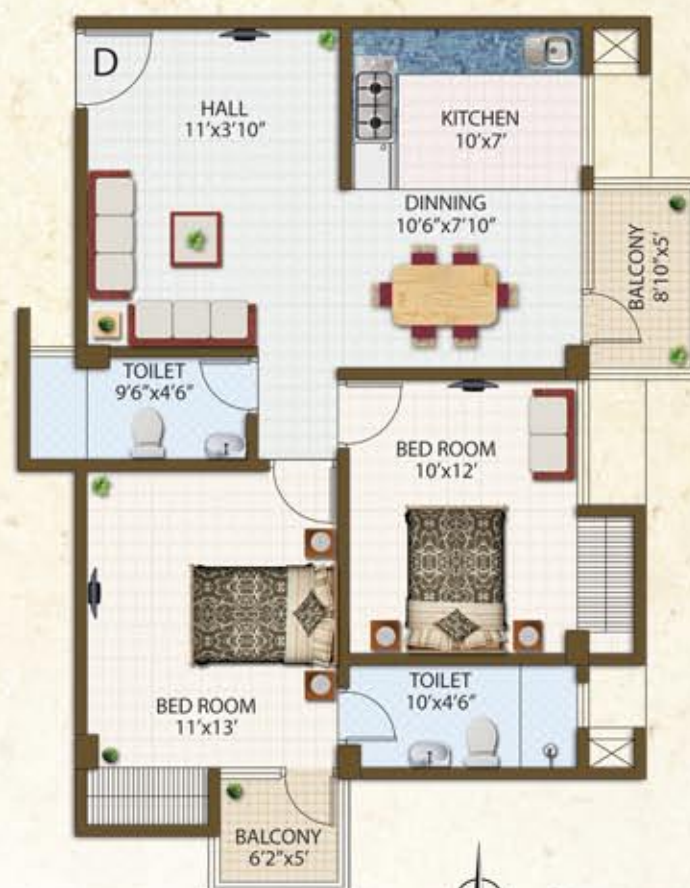 D
HALL
11'x3'10"
KITCHEN
10'x7'
DINNING
10'6"x7'10"
BALCONY
8'10"x5'
TOILET
9'6"x4'6"
BED ROOM
10'x12'
BED ROOM
11'x13'
TOILET
10'x4'6"
BALCONY
6'2"x5'